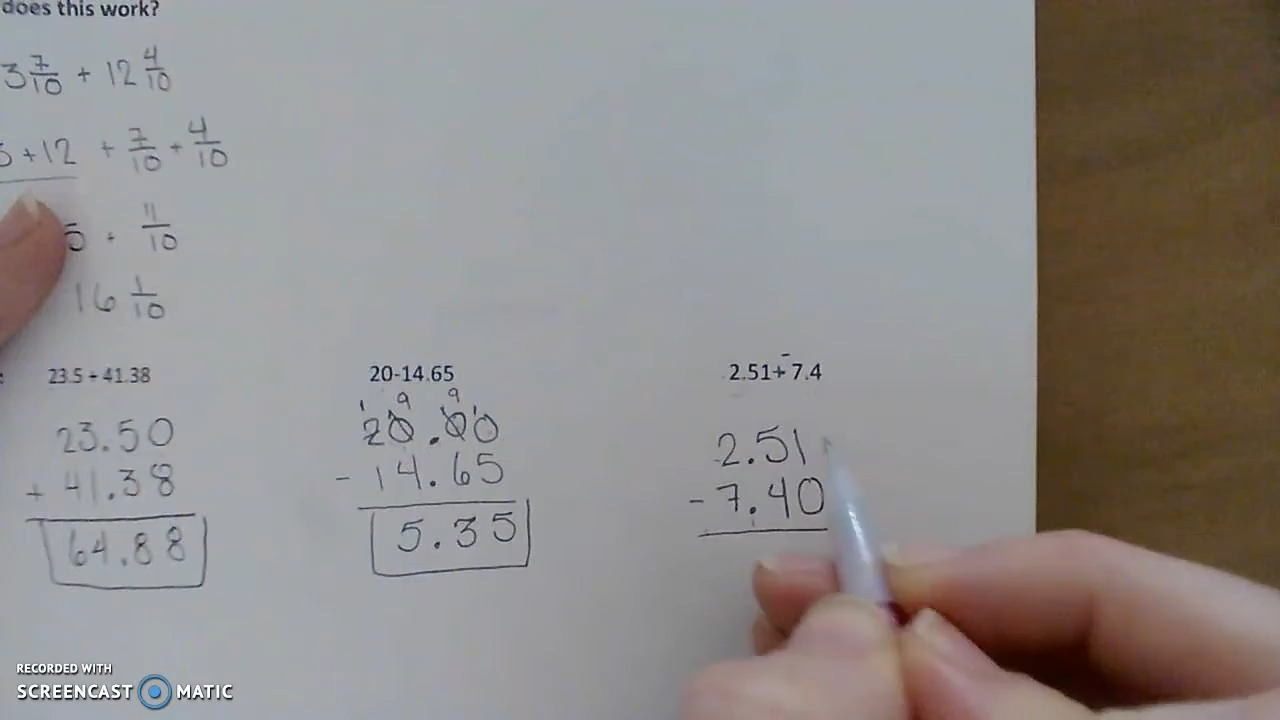 does this work?
3 7/10 + 12 4/10
+12 + 7/10 + 4/10
+ 11/10
16 1/10
23.5 + 41.38
23.50
+ 41.38
64.88
20-14.65
1 9 9 1
20.00
- 14.65
5.35
-
2.51+ 7.4
2.51
- 7.40
RECORDED WITH
SCREENCAST MATIC